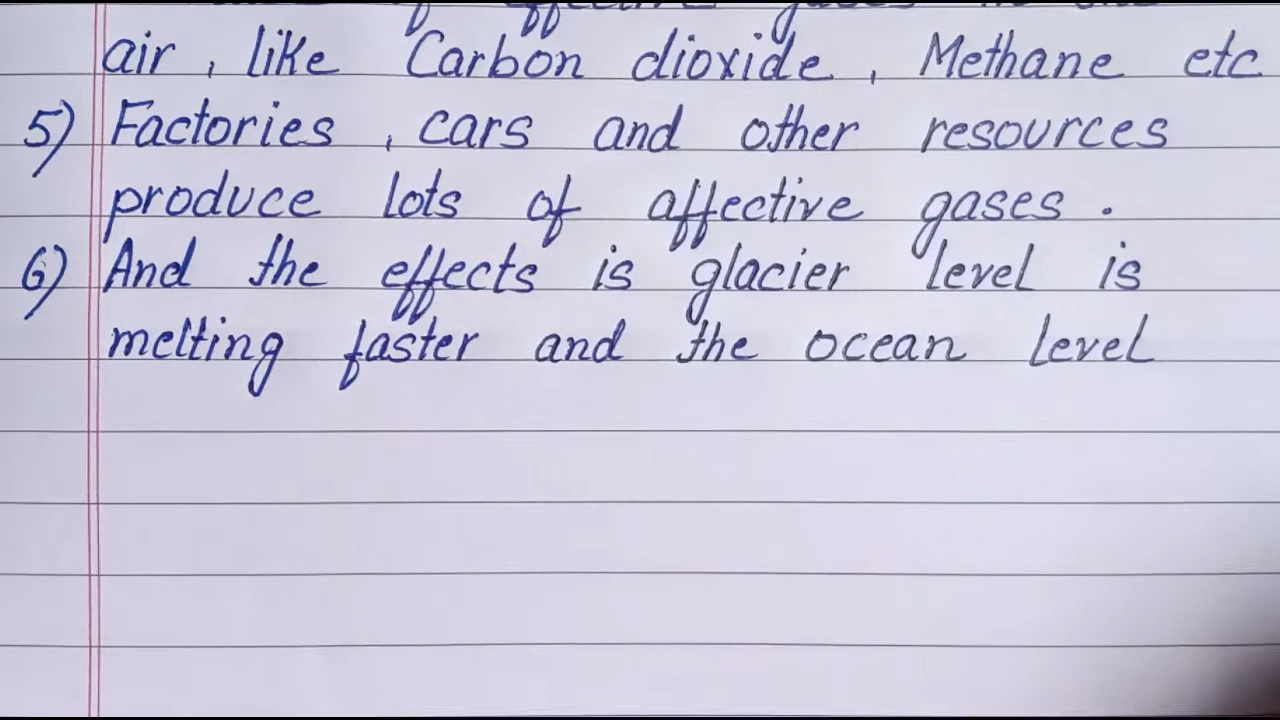 air, like Carbon dioxide, Methane etc
5) Factories, cars and other resources
produce lots of affective gases.
6) And the effects is glacier level is
melting faster and the ocean level